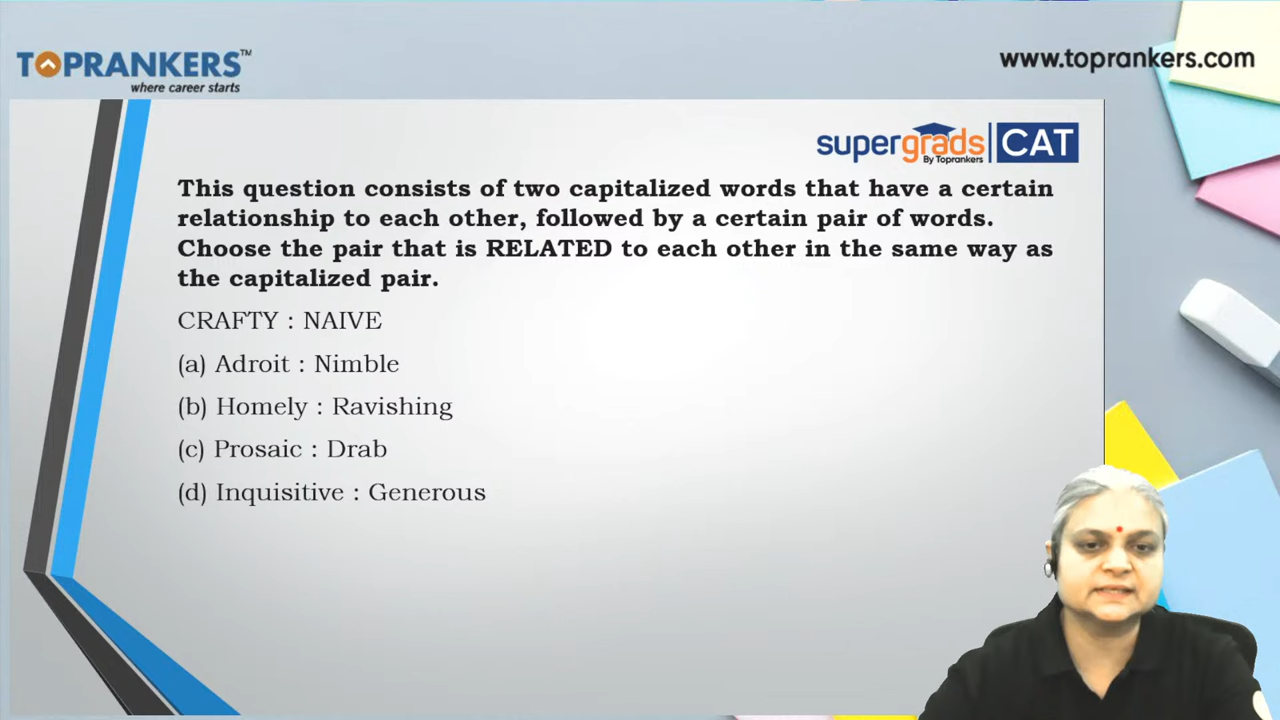 TOPRANKERS™
where career starts
www.toprankers.com
supergrads
By Toprankers
CAT
This question consists of two capitalized words that have a certain
relationship to each other, followed by a certain pair of words.
Choose the pair that is RELATED to each other in the same way as
the capitalized pair.
CRAFTY : NAIVE
(a) Adroit : Nimble
(b) Homely : Ravishing
(c) Prosaic : Drab
(d) Inquisitive : Generous